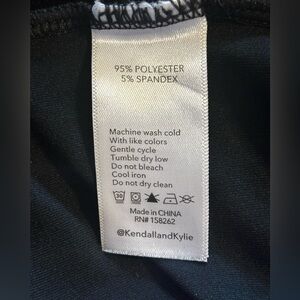 95% POLYESTER
5% SPANDEX
Machine wash cold
With like colors
Gentle cycle
Tumble dry low
Do not bleach
Cool iron
Do not dry clean
Made in CHINA
RN# 158262
@KendallandKylie